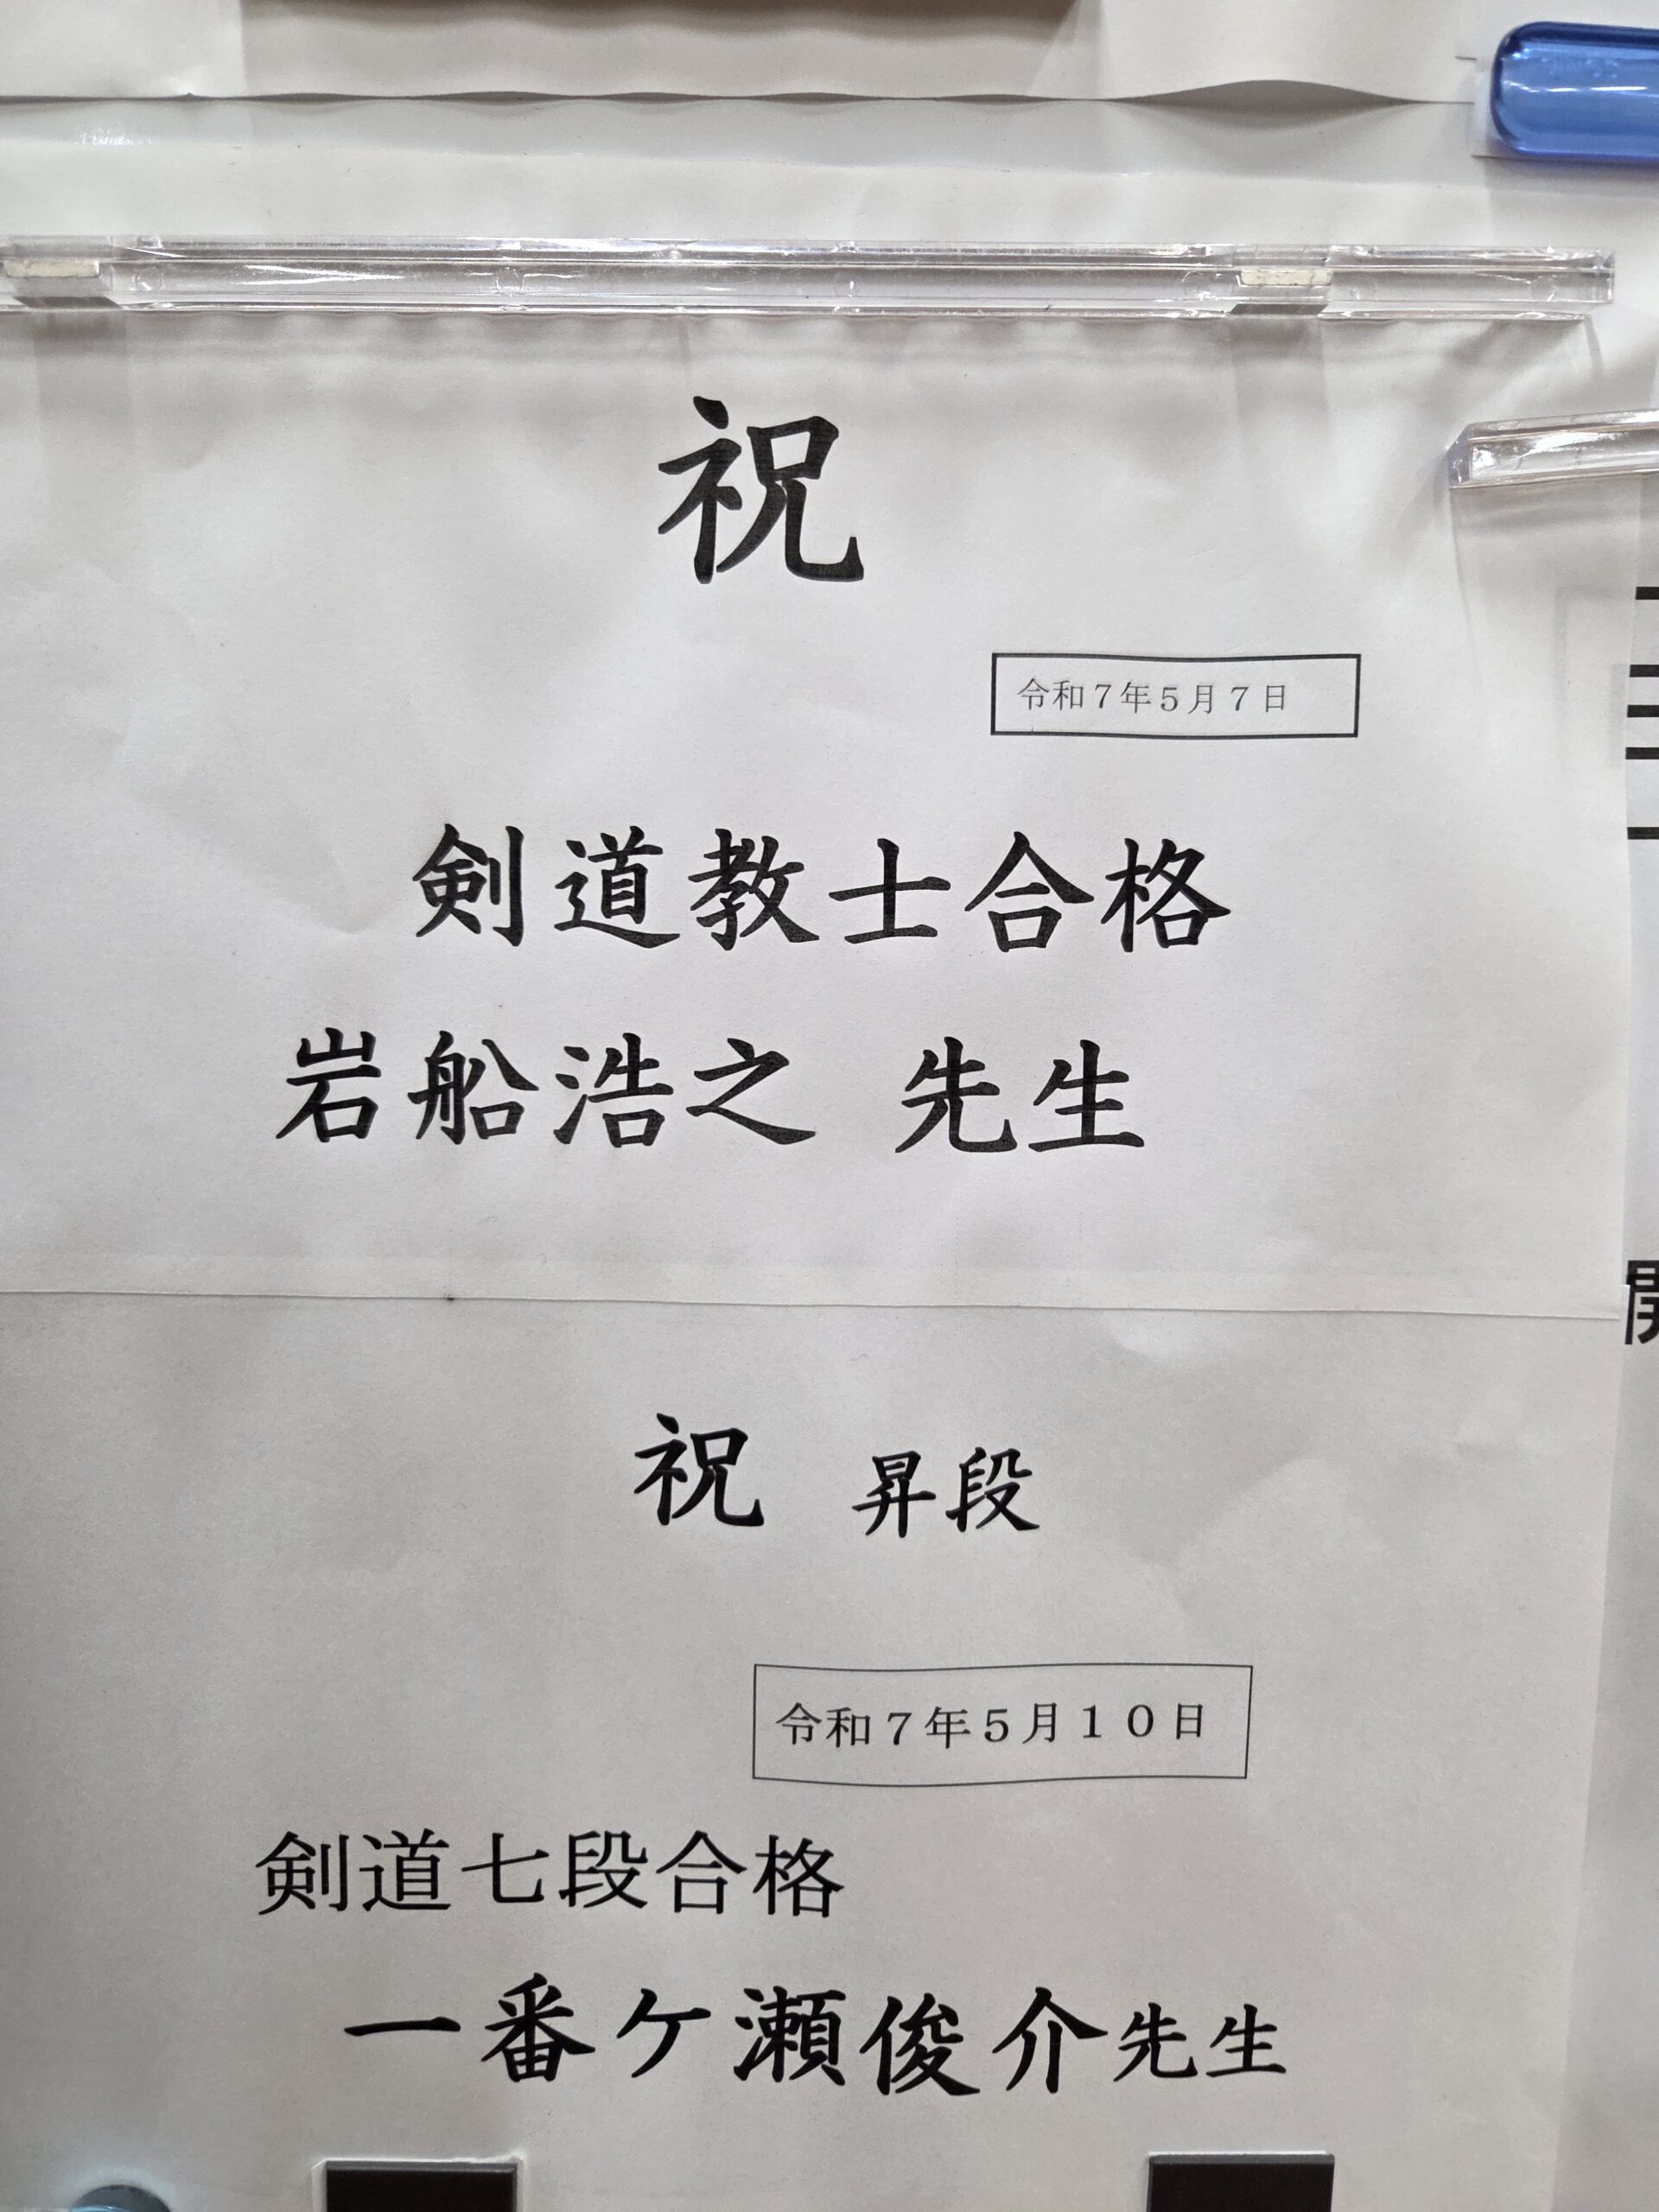 祝
令和７年５月７日
剣道教士合格
岩船浩之 先生
祝 昇段
令和７年５月１０日
剣道七段合格
一番ケ瀬俊介先生